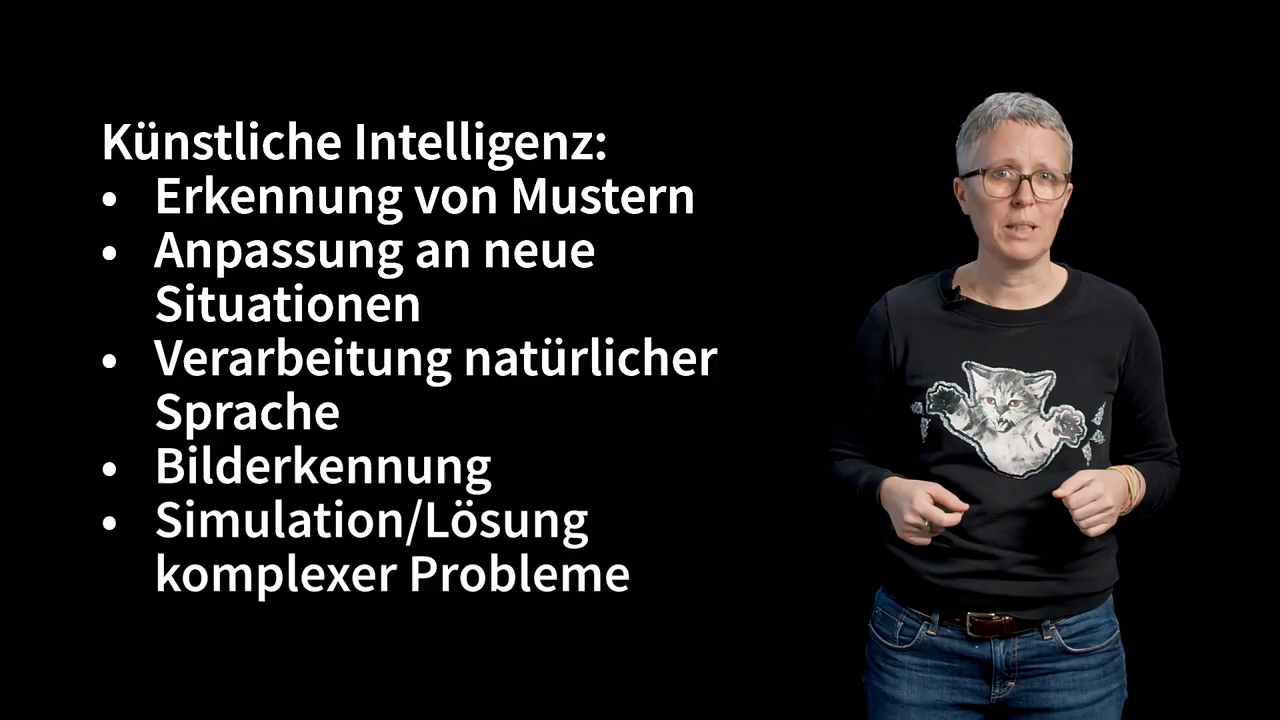 Künstliche Intelligenz:
• Erkennung von Mustern
• Anpassung an neue
Situationen
• Verarbeitung natürlicher
Sprache
• Bilderkennung
• Simulation/Lösung
komplexer Probleme